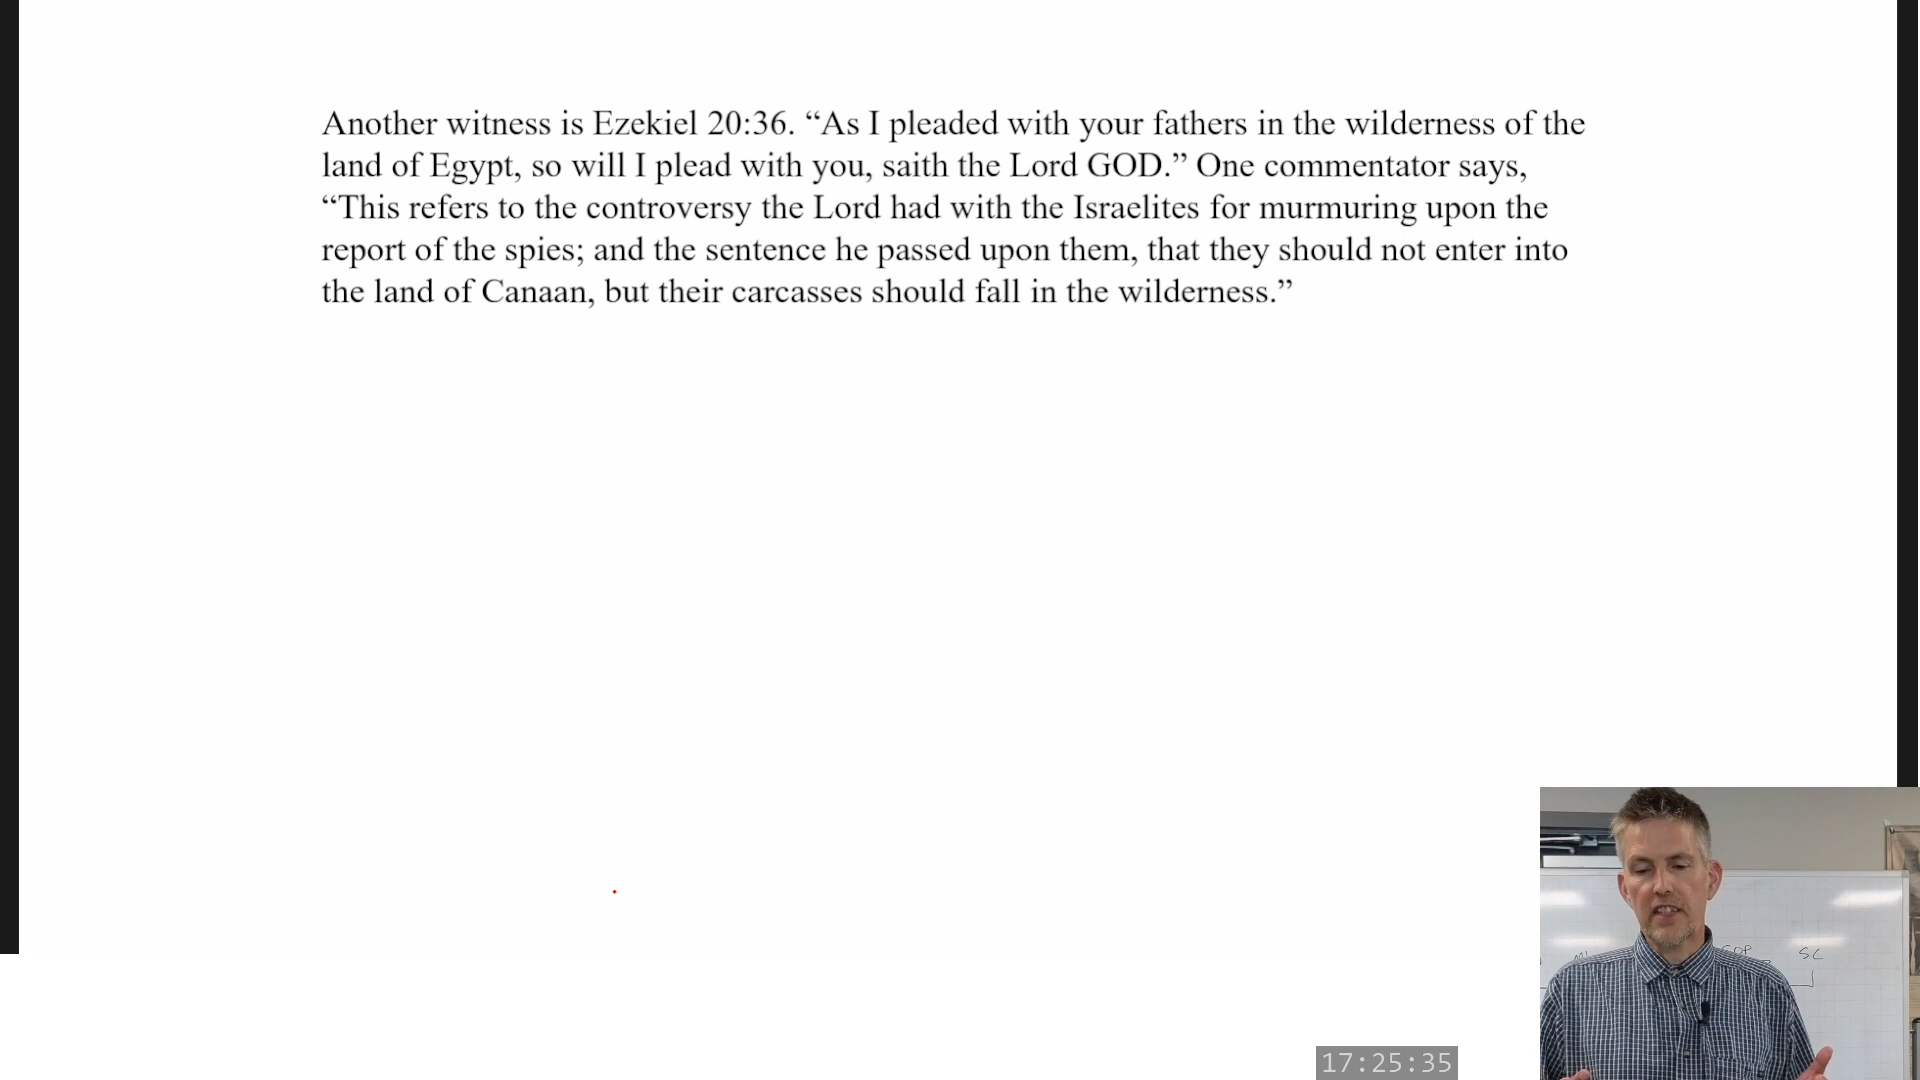 Another witness is Ezekiel 20:36. “As I pleaded with your fathers in the wilderness of the
land of Egypt, so will I plead with you, saith the Lord GOD.” One commentator says,
“This refers to the controversy the Lord had with the Israelites for murmuring upon the
report of the spies; and the sentence he passed upon them, that they should not enter into
the land of Canaan, but their carcasses should fall in the wilderness.”
SC
17:25:35